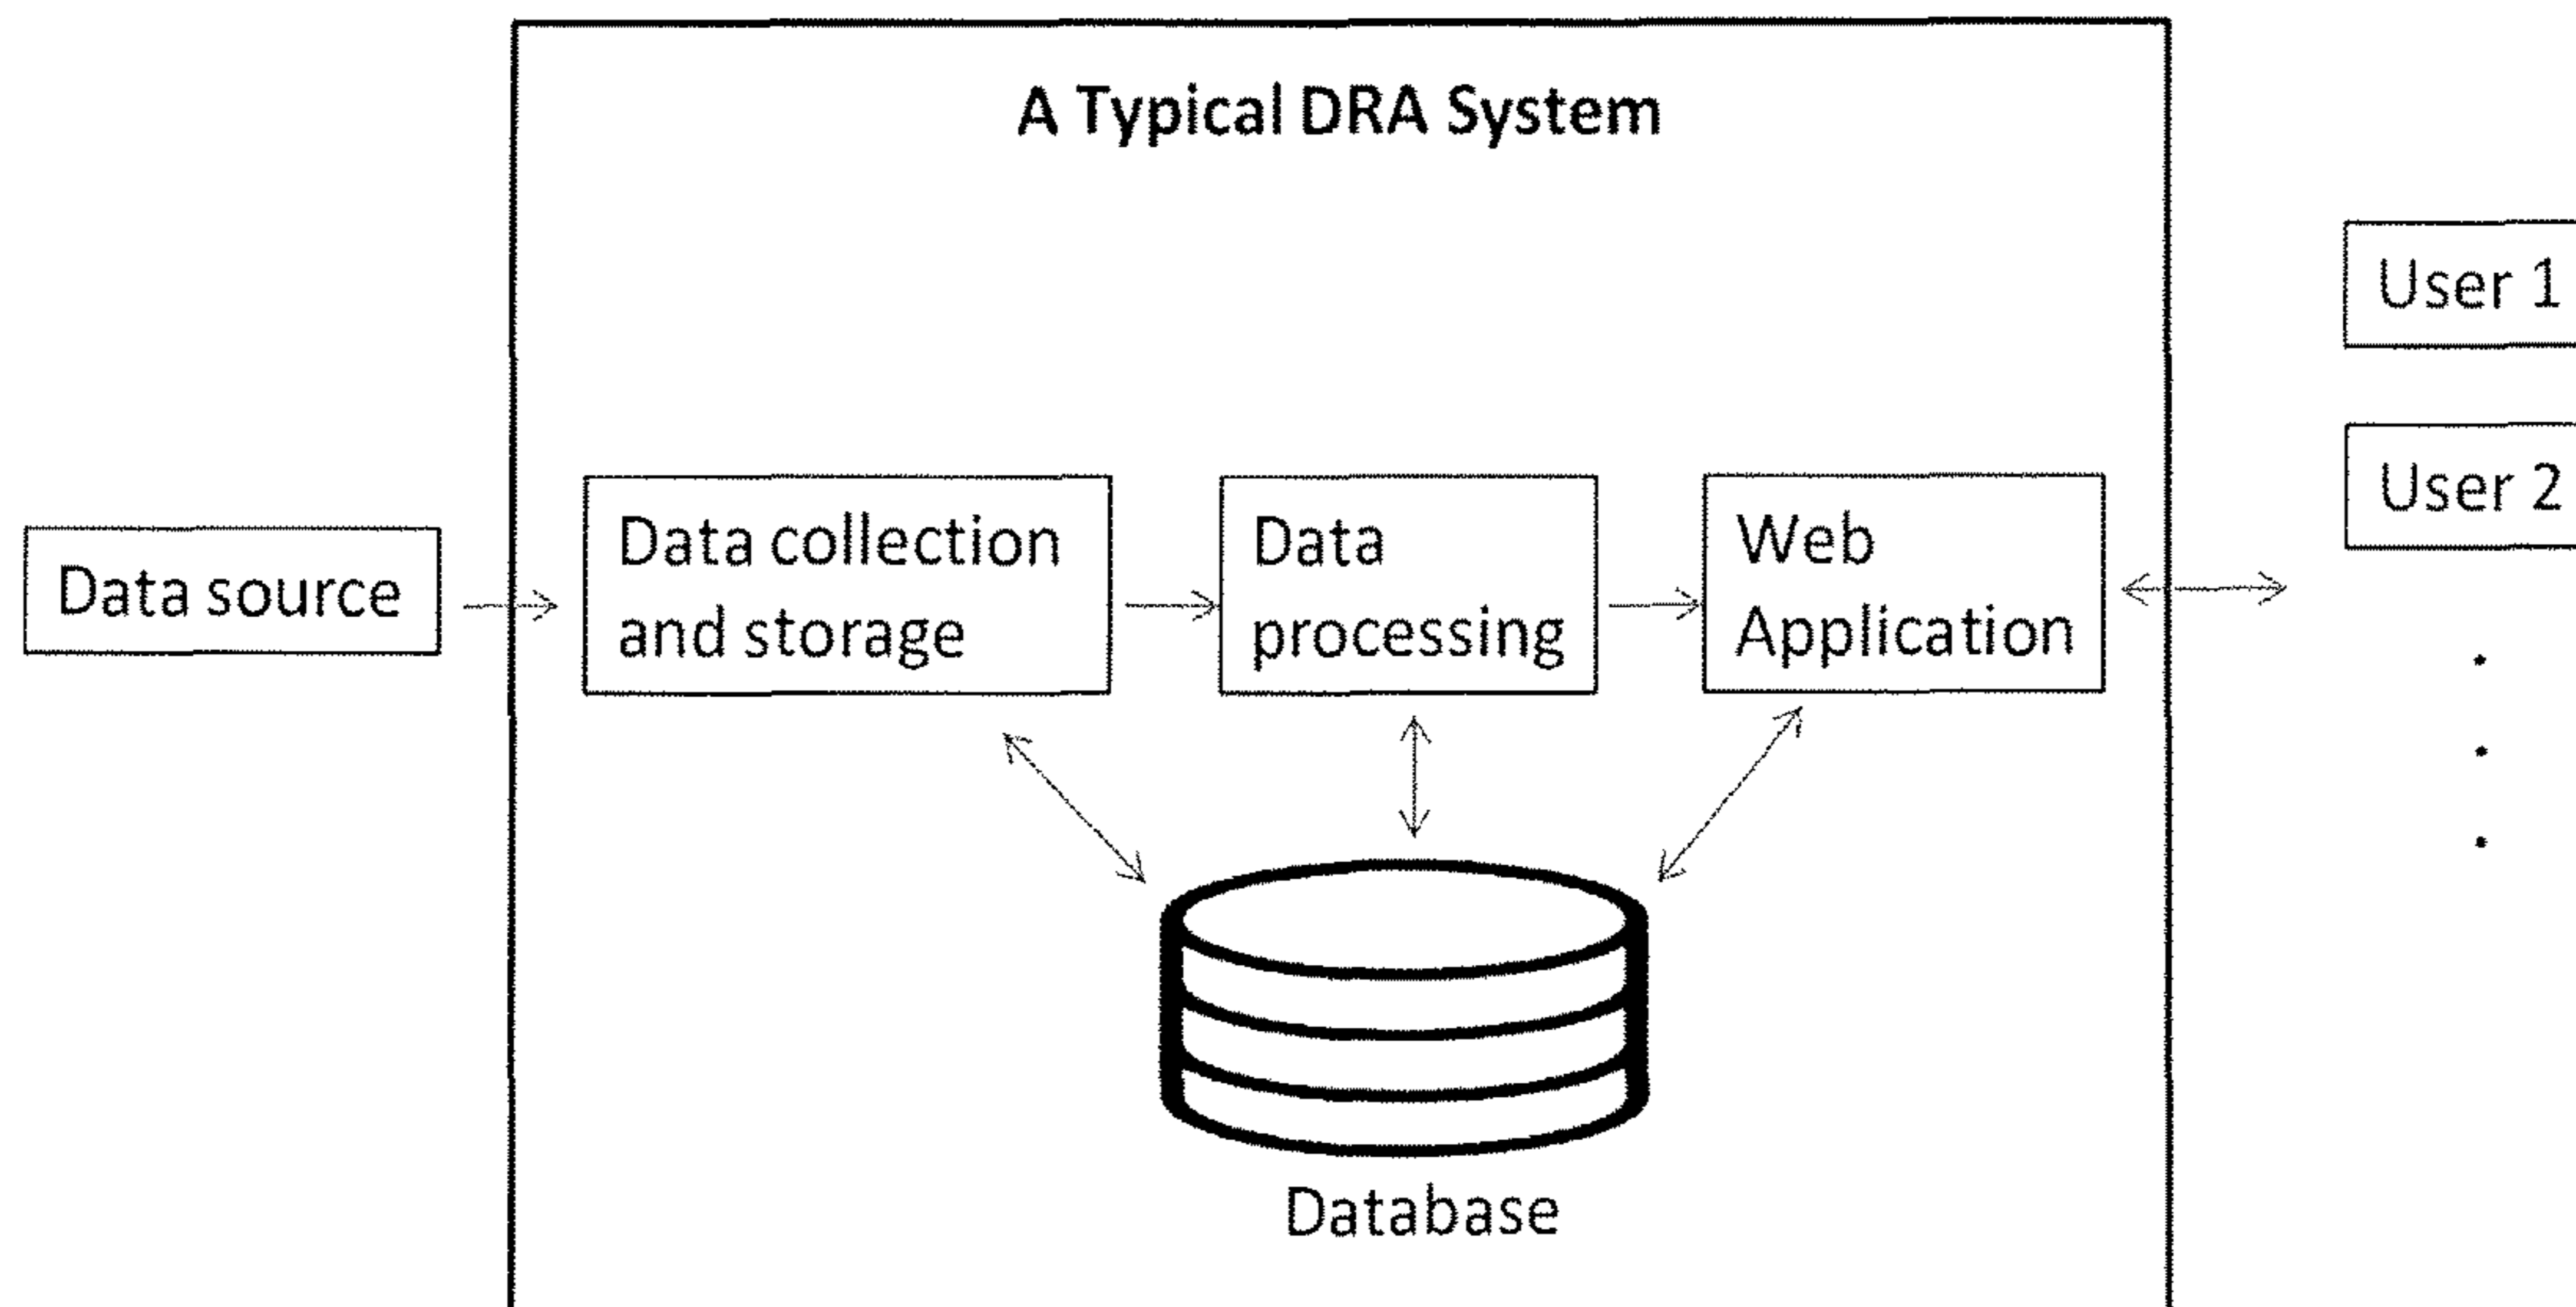 A Typical DRA System
User 1
User 2
Data source
Data collection
and storage
Data
processing
Web
Application
Database